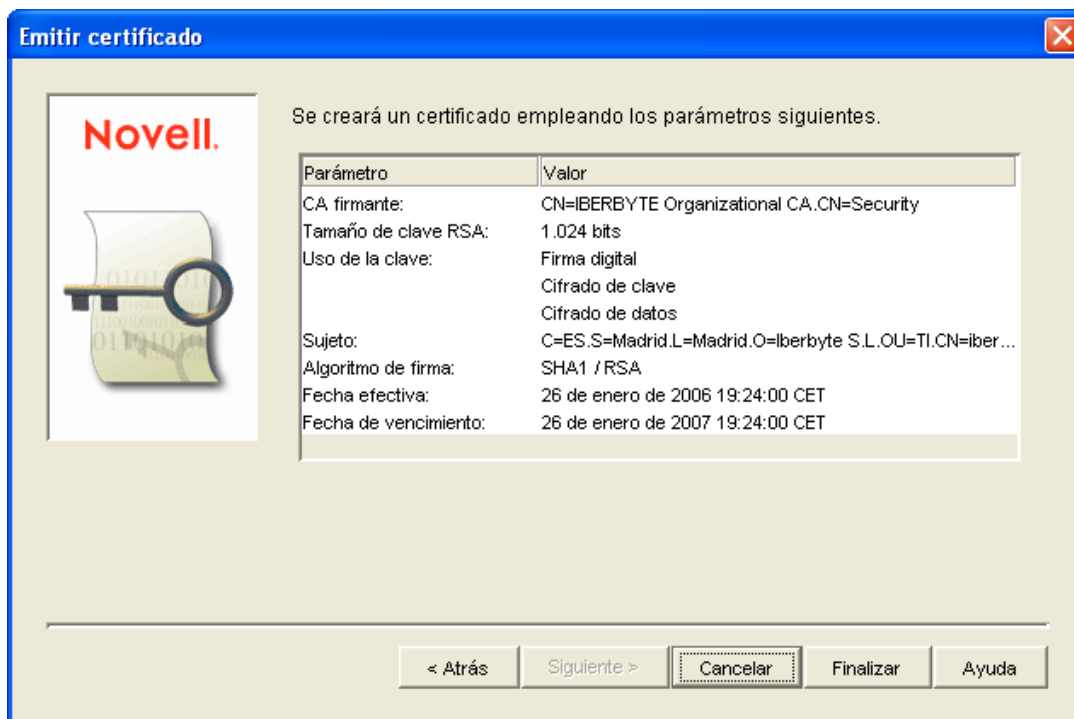 Emitir certificado
Novell.
Se creará un certificado empleando los parámetros siguientes.
Parámetro Valor
CA firmante: CN=IBERBYTE Organizational CA.CN=Security
Tamaño de clave RSA: 1.024 bits
Uso de la clave: Firma digital
Cifrado de clave
Cifrado de datos
Sujeto: C=ES.S=Madrid.L=Madrid.O=Iberbyte S.L.OU=TI.CN=iber...
Algoritmo de firma: SHA1 / RSA
Fecha efectiva: 26 de enero de 2006 19:24:00 CET
Fecha de vencimiento: 26 de enero de 2007 19:24:00 CET
< Atrás Siguiente > Cancelar Finalizar Ayuda